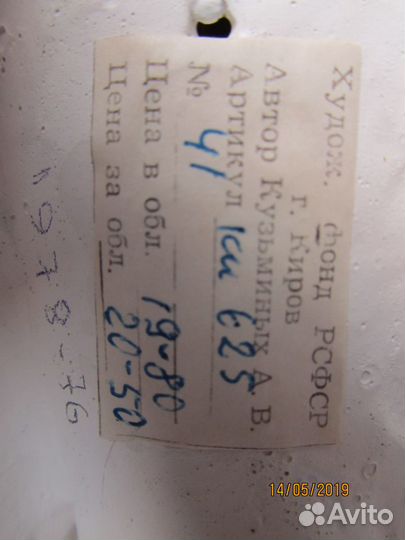 Худож. фонд РСФСР
г. Киров
Автор Кузьминых А. В.
Артикул 625
№ 41
Цена в обл. 19-80
Цена за обл. 20-50
14/05/2019
Avito